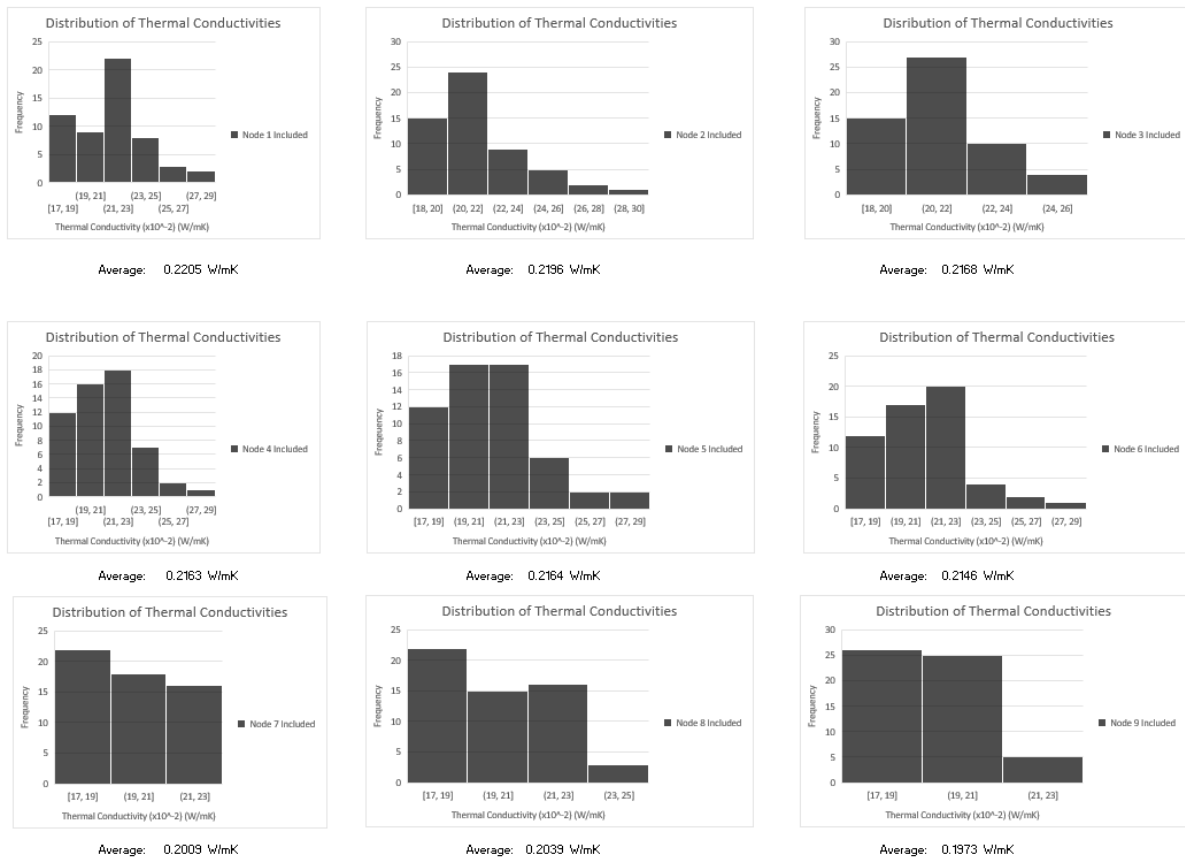 Distribution of Thermal Conductivities
25
20
15
10
5
0
Frequency
Node 1 Included
(19, 21] (23, 25] (27, 29]
[17, 19] (21, 23] (25, 27]
Thermal Conductivity (x10^-2) (W/mK)
Average: 0.2205 W/mK
Distribution of Thermal Conductivities
30
25
20
15
10
5
0
Frequency
Node 2 Included
[18, 20] (20, 22] (22, 24] (24, 26] (26, 28] (28, 30]
Thermal Conductivity (x10^-2) (W/mK)
Average: 0.2196 W/mK
Distribution of Thermal Conductivities
30
25
20
15
10
5
0
Frequency
Node 3 Included
[18, 20] (20, 22] (22, 24] (24, 26]
Thermal Conductivity (x10^-2) (W/mK)
Average: 0.2168 W/mK
Distribution of Thermal Conductivities
20
18
16
14
12
10
8
6
4
2
0
Frequency
Node 4 Included
(19, 21] (23, 25] (27, 29]
[17, 19] (21, 23] (25, 27]
Thermal Conductivity (x10^-2) (W/mK)
Average: 0.2163 W/mK
Distribution of Thermal Conductivities
18
16
14
12
10
8
6
4
2
0
Frequency
Node 5 Included
[17, 19] (19, 21] (21, 23] (23, 25] (25, 27] (27, 29]
Thermal Conductivity (x10^-2) (W/mK)
Average: 0.2164 W/mK
Distribution of Thermal Conductivities
25
20
15
10
5
0
Frequency
Node 6 Included
[17, 19] (19, 21] (21, 23] (23, 25] (25, 27] (27, 29]
Thermal Conductivity (x10^-2) (W/mK)
Average: 0.2146 W/mK
Distribution of Thermal Conductivities
25
20
15
10
5
0
Frequency
Node 7 Included
[17, 19] (19, 21] (21, 23]
Thermal Conductivity (x10^-2) (W/mK)
Average: 0.2009 W/mK
Distribution of Thermal Conductivities
25
20
15
10
5
0
Frequency
Node 8 Included
[17, 19] (19, 21] (21, 23] (23, 25]
Thermal Conductivity (x10^-2) (W/mK)
Average: 0.2039 W/mK
Distribution of Thermal Conductivities
30
25
20
15
10
5
0
Frequency
Node 9 Included
[17, 19] (19, 21] (21, 23]
Thermal Conductivity (x10^-2) (W/mK)
Average: 0.1973 W/mK